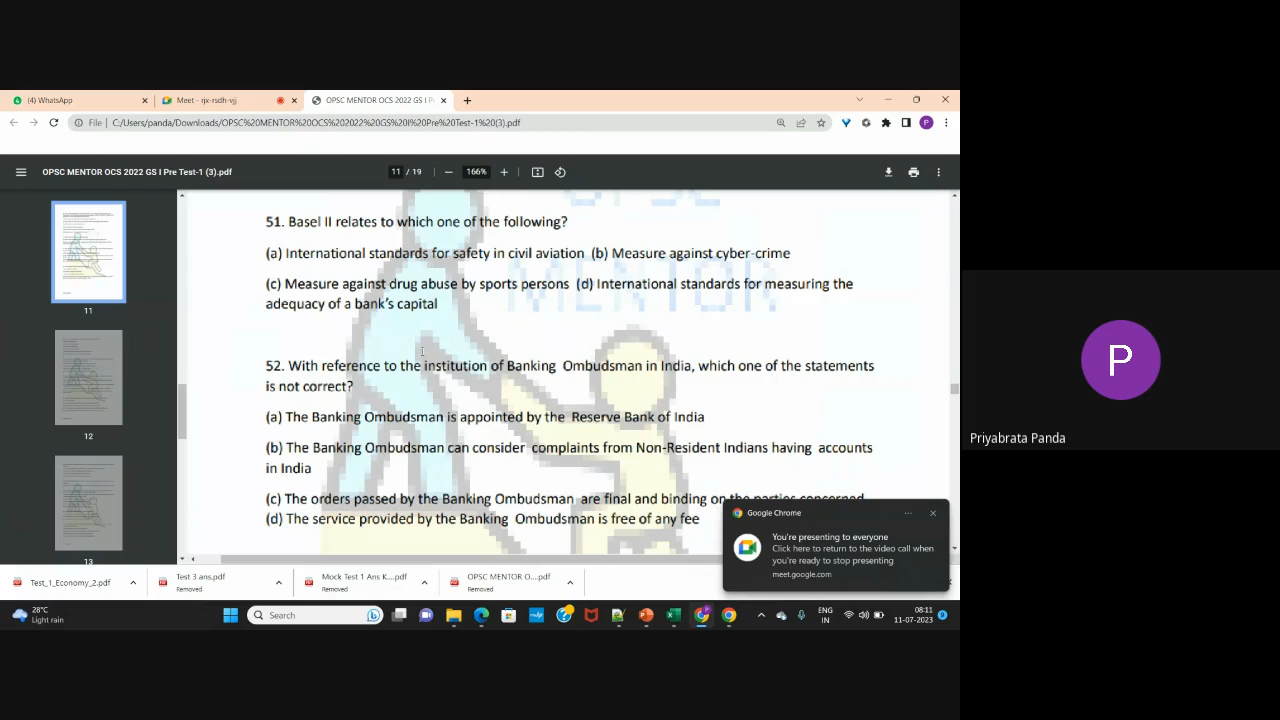 (4) WhatsApp
Meet - rjx-rsdh-vjj
OPSC MENTOR OCS 2022 GS I P
File
C:/Users/panda/Downloads/OPSC%20MENTOR%20OCS%202022%20GS%20I%20Pre%20Test-1%20(3).pdf
OPSC MENTOR OCS 2022 GS I Pre Test-1 (3).pdf
11 / 19
166%
MENTOR
51. Basel II relates to which one of the following?
(a) International standards for safety in civil aviation (b) Measure against cyber-crime
(c) Measure against drug abuse by sports persons (d) International standards for measuring the
adequacy of a bank's capital
52. With reference to the institution of Banking Ombudsman in India, which one of the statements
is not correct?
(a) The Banking Ombudsman is appointed by the Reserve Bank of India
(b) The Banking Ombudsman can consider complaints from Non-Resident Indians having accounts
in India
(c) The orders passed by the Banking Ombudsman are final and binding on the parties concerned
(d) The service provided by the Banking Ombudsman is free of any fee
11
12
13
Google Chrome
You're presenting to everyone
Click here to return to the video call when
you're ready to stop presenting
meet.google.com
Test_1_Economy_2.pdf
Test 3 ans.pdf
Removed
Mock Test 1 Ans K....pdf
Removed
OPSC MENTOR O....pdf
Removed
28°C
Light rain
Search
ENG
IN
08:11
11-07-2023
P
Priyabrata Panda